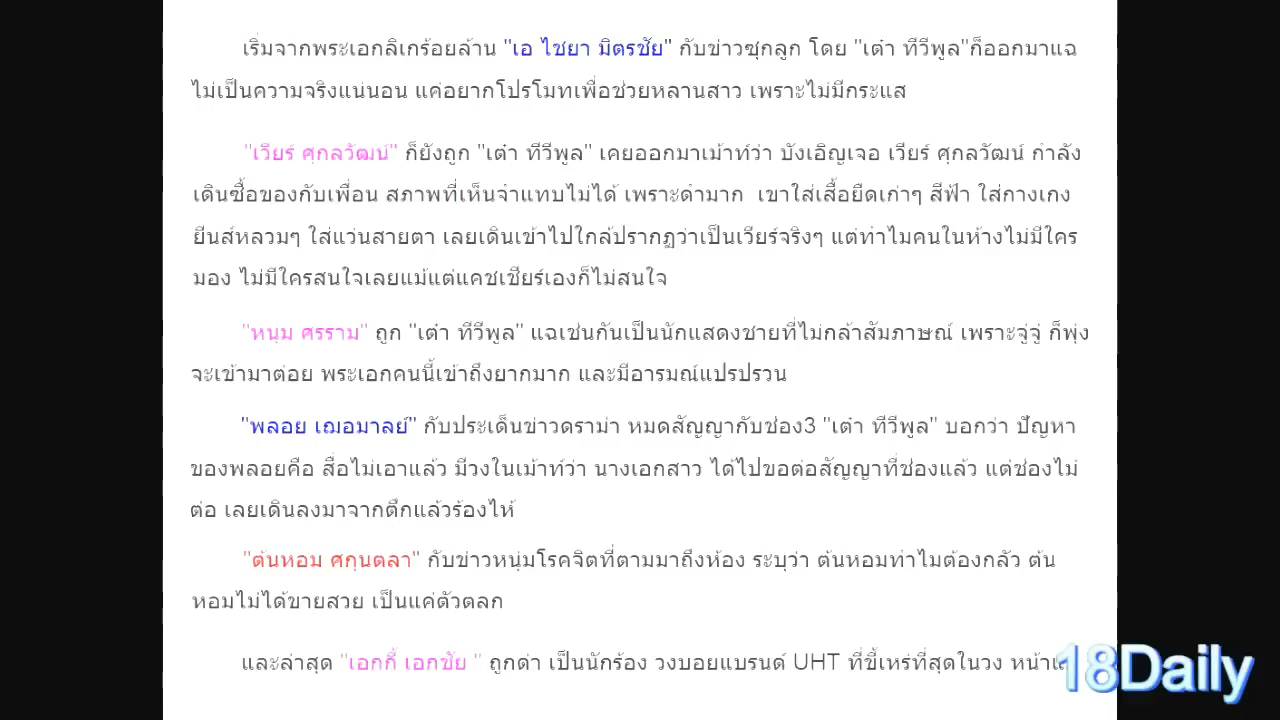 เริ่มจากพระเอกลิเกร้อยล้าน "เอ ไชยา มิตรชัย" กับข่าวซุกลูก โดย "เต๋า ทีวีพูล"ก็ออกมาแฉ
ไม่เป็นความจริงแน่นอน แค่อยากโปรโมทเพื่อช่วยหลานสาว เพราะไม่มีกระแส
"เวียร์ ศุกลวัฒน์" ก็ยังถูก "เต๋า ทีวีพูล" เคยออกมาเม้าท์ว่า บังเอิญเจอ เวียร์ ศุกลวัฒน์ กำลัง
เดินซื้อของกับเพื่อน สภาพที่เห็นจำแทบไม่ได้ เพราะดำมาก เขาใส่เสื้อยืดเก่าๆ สีฟ้า ใส่กางเกง
ยีนส์หลวมๆ ใส่แว่นสายตา เลยเดินเข้าไปใกล้ปรากฏว่าเป็นเวียร์จริงๆ แต่ทำไมคนในห้างไม่มีใคร
มอง ไม่มีใครสนใจเลยแม้แต่แคชเชียร์เองก็ไม่สนใจ
"หนุ่ม ศรราม" ถูก "เต๋า ทีวีพูล" แฉเช่นกันเป็นนักแสดงชายที่ไม่กล้าสัมภาษณ์ เพราะจู่จู่ ก็พุ่ง
จะเข้ามาต่อย พระเอกคนนี้เข้าถึงยากมาก และมีอารมณ์แปรปรวน
"พลอย เฌอมาลย์" กับประเด็นข่าวดราม่า หมดสัญญากับช่อง3 "เต๋า ทีวีพูล" บอกว่า ปัญหา
ของพลอยคือ สื่อไม่เอาแล้ว มีวงในเม้าท์ว่า นางเอกสาว ได้ไปขอต่อสัญญาที่ช่องแล้ว แต่ช่องไม่
ต่อ เลยเดินลงมาจากตึกแล้วร้องไห้
"ต้นหอม ศกุนตลา" กับข่าวหนุ่มโรคจิตที่ตามมาถึงห้อง ระบุว่า ต้นหอมทำไมต้องกลัว ต้น
หอมไม่ได้ขายสวย เป็นแค่ตัวตลก
และล่าสุด "เอกกี้ เอกชัย " ถูกด่า เป็นนักร้อง วงบอยแบรนด์ UHT ที่ขี้เหร่ที่สุดในวง
18Daily